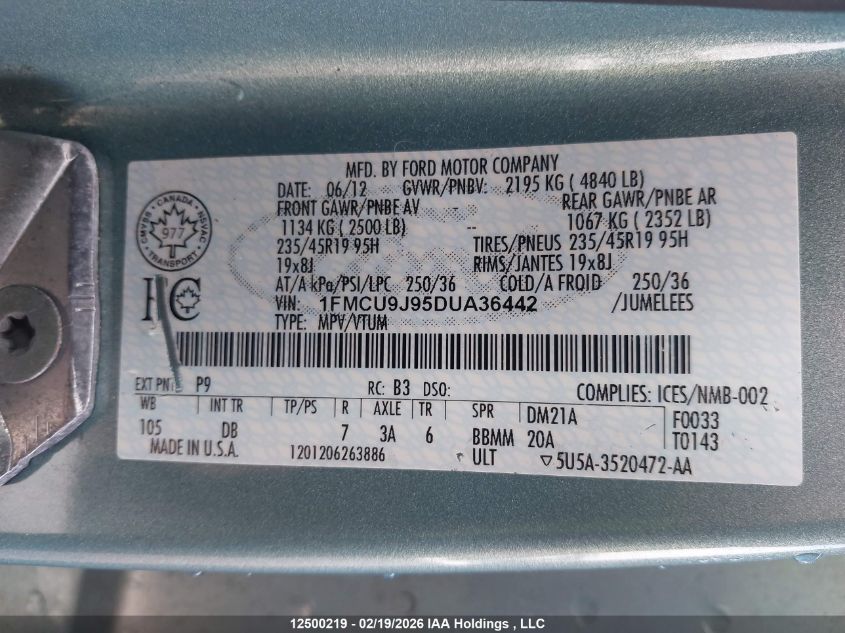 MFD. BY FORD MOTOR COMPANY
DATE: 06/12 GVWR/PNBV: 2195 KG ( 4840 LB)
FRONT GAWR/PNBE AV - REAR GAWR/PNBE AR
1134 KG ( 2500 LB) -- 1067 KG ( 2352 LB)
235/45R19 95H TIRES/PNEUS 235/45R19 95H
19x8J RIMS/JANTES 19x8J
AT/A kPa/PSI/LPC 250/36 COLD/A FROID 250/36
VIN: 1FMCU9J95DUA36442 /JUMELEES
TYPE: MPV/VTUM
CANADA
CMVSS NSVAC
977
TRANSPORT
EXT PNT: P9 RC: B3 DSO: COMPLIES: ICES/NMB-002
WB INT TR TP/PS R AXLE TR SPR DM21A F0033
105 DB 7 3A 6 BBMM 20A T0143
MADE IN U.S.A. 1201206263886 ULT ▽5U5A-3520472-AA
12500219 - 02/19/2026 IAA Holdings , LLC